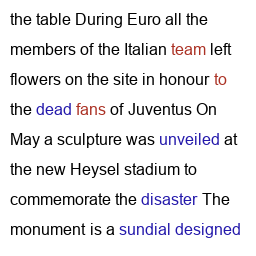 the table During Euro all the
members of the Italian team left
flowers on the site in honour to
the dead fans of Juventus On
May a sculpture was unveiled at
the new Heysel stadium to
commemorate the disaster The
monument is a sundial designed